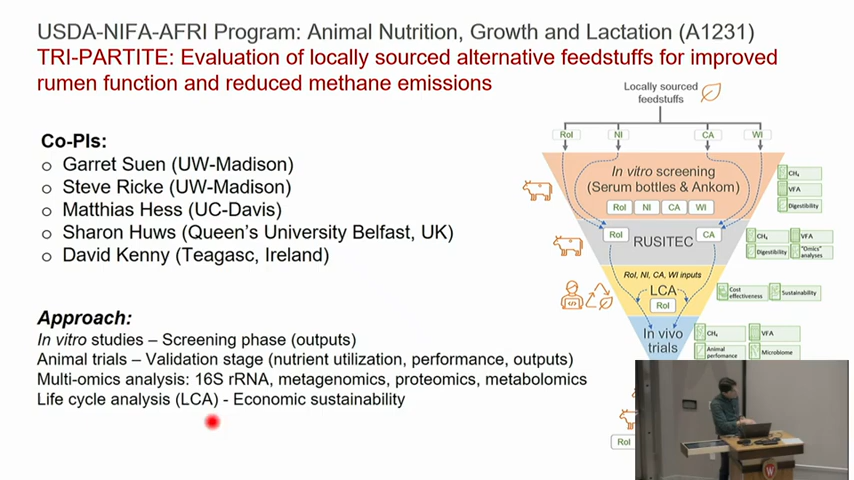 USDA-NIFA-AFRI Program: Animal Nutrition, Growth and Lactation (A1231)
TRI-PARTITE: Evaluation of locally sourced alternative feedstuffs for improved
rumen function and reduced methane emissions
Co-PIs:
o Garret Suen (UW-Madison)
o Steve Ricke (UW-Madison)
o Matthias Hess (UC-Davis)
o Sharon Huws (Queen's University Belfast, UK)
o David Kenny (Teagasc, Ireland)
Approach:
In vitro studies – Screening phase (outputs)
Animal trials – Validation stage (nutrient utilization, performance, outputs)
Multi-omics analysis: 16S rRNA, metagenomics, proteomics, metabolomics
Life cycle analysis (LCA) - Economic sustainability
Locally sourced
feedstuffs
RoI NI CA WI
In vitro screening
(Serum bottles & Ankom)
RoI NI CA WI
CH₄
VFA
Digestibility
RoI RUSITEC CA
CH₄ VFA
Digestibility "Omics"
analyses
RoI, NI, CA, WI inputs
LCA
RoI
Cost
effectiveness Sustainability
In vivo
trials
CH₄ VFA
Animal
perfomance Microbiome
RoI
W